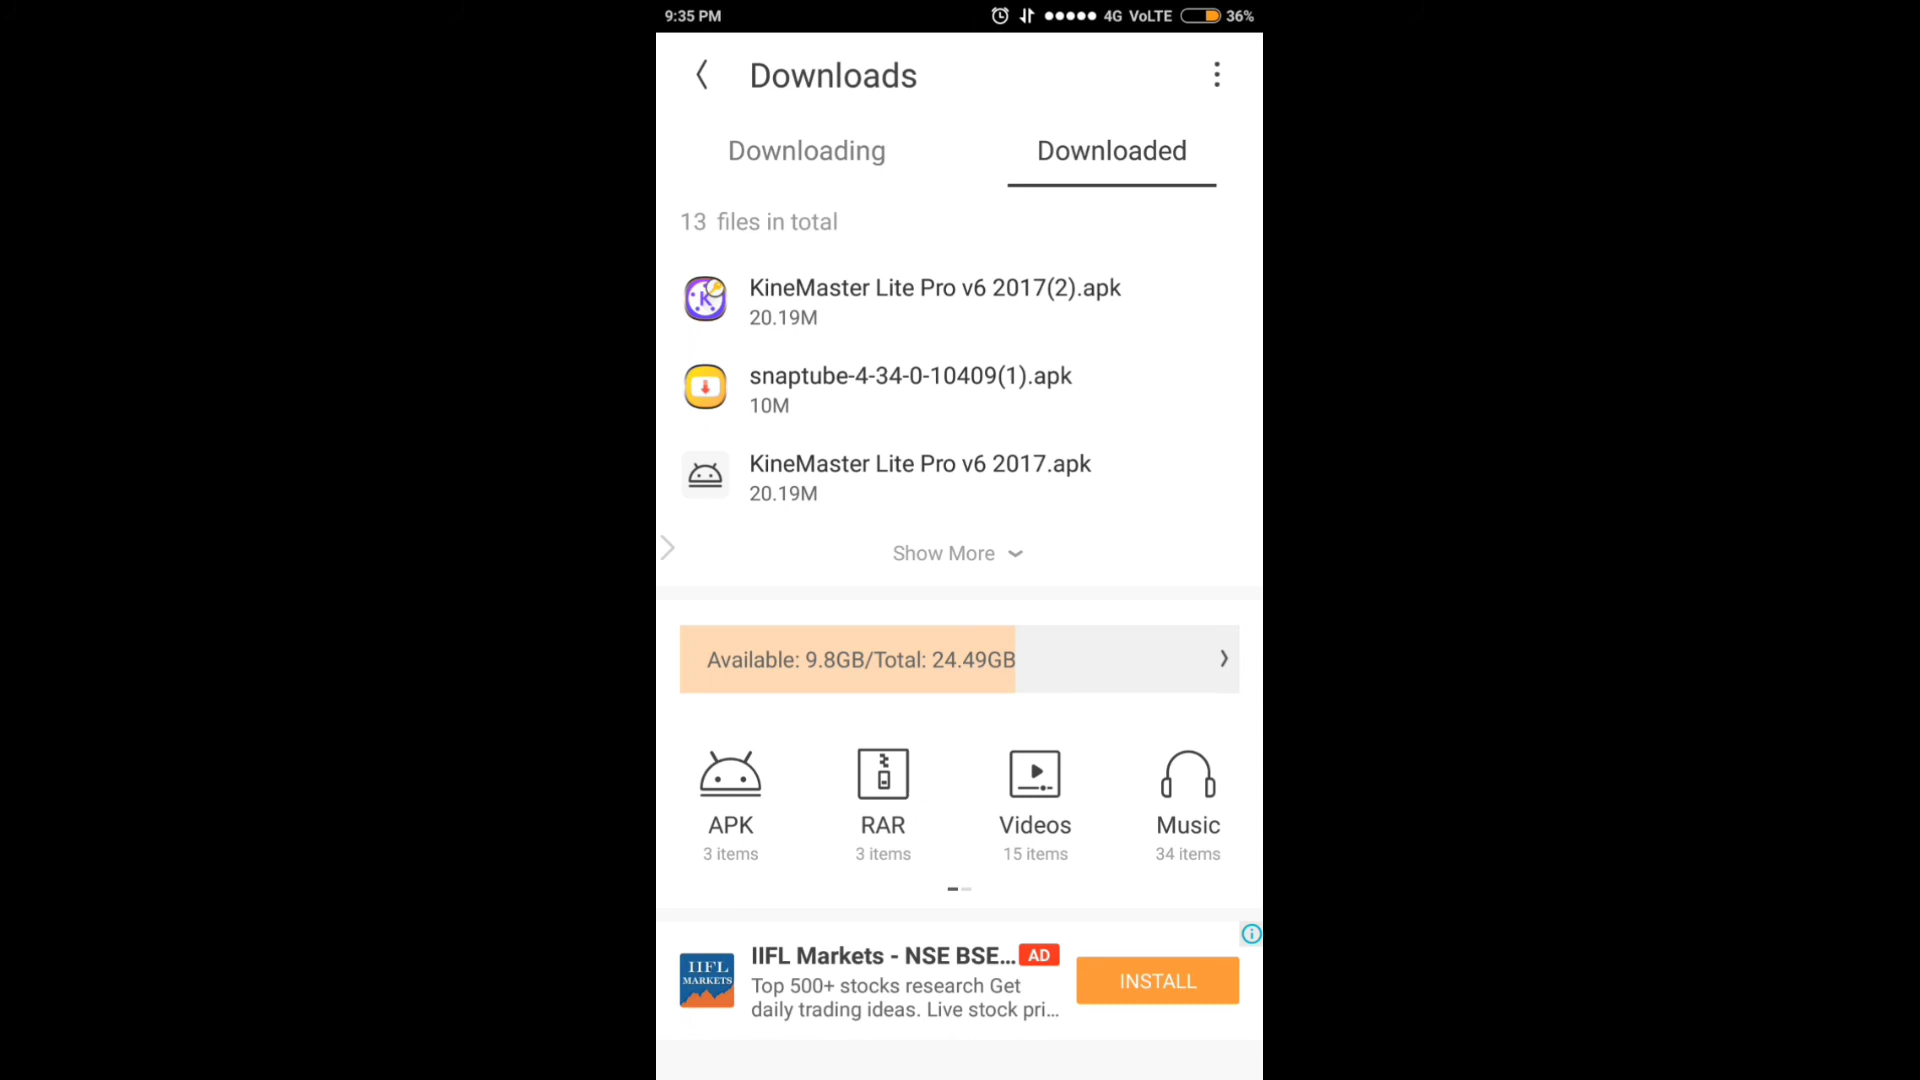 9:35 PM
4G VoLTE 36%
Downloads
Downloading
Downloaded
13 files in total
KineMaster Lite Pro v6 2017(2).apk
20.19M
snaptube-4-34-0-10409(1).apk
10M
KineMaster Lite Pro v6 2017.apk
20.19M
Show More
Available: 9.8GB/Total: 24.49GB
APK
RAR
Videos
Music
3 items
3 items
15 items
34 items
IIFL Markets - NSE BSE... AD
IIFL
MARKETS
Top 500+ stocks research Get
daily trading ideas. Live stock pri...
INSTALL